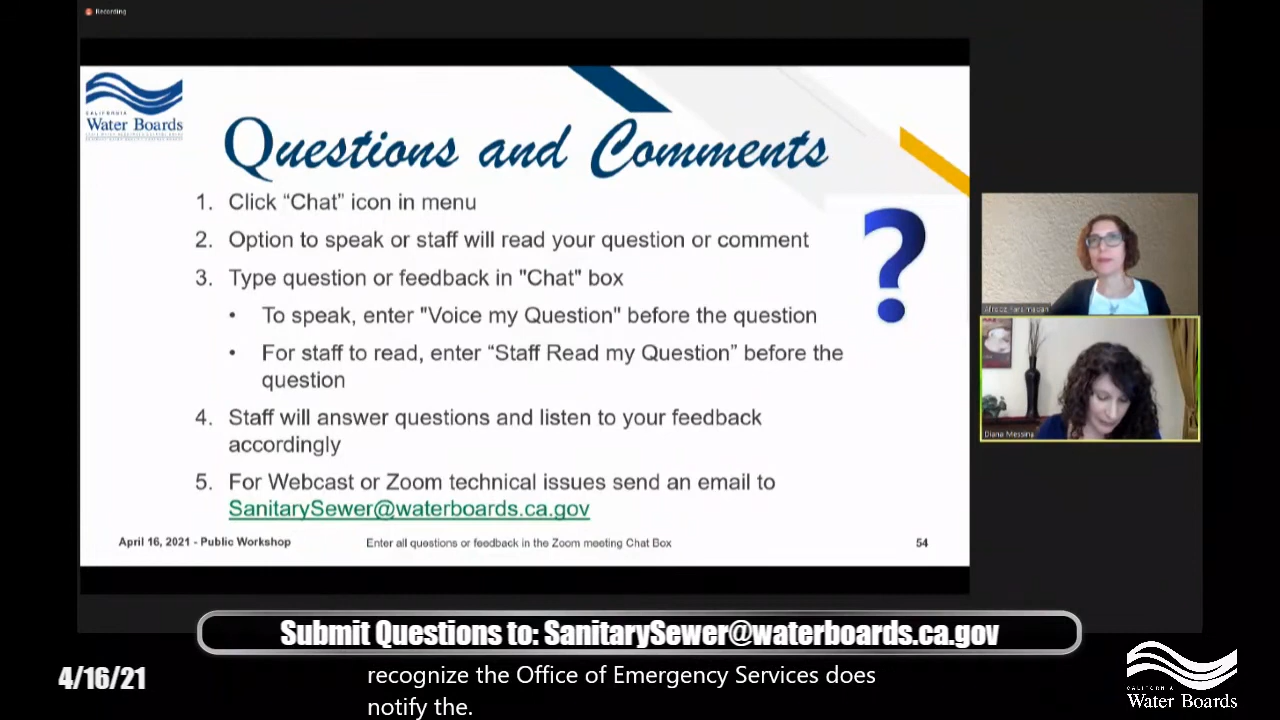 Recording
CALIFORNIA
Water Boards
Questions and Comments
1. Click “Chat” icon in menu
2. Option to speak or staff will read your question or comment
3. Type question or feedback in "Chat" box
• To speak, enter "Voice my Question" before the question
• For staff to read, enter “Staff Read my Question” before the
question
4. Staff will answer questions and listen to your feedback
accordingly
5. For Webcast or Zoom technical issues send an email to
SanitarySewer@waterboards.ca.gov
April 16, 2021 - Public Workshop
Enter all questions or feedback in the Zoom meeting Chat Box
54
Diana Messina
Submit Questions to: SanitarySewer@waterboards.ca.gov
4/16/21
recognize the Office of Emergency Services does
notify the.
CALIFORNIA
Water Boards